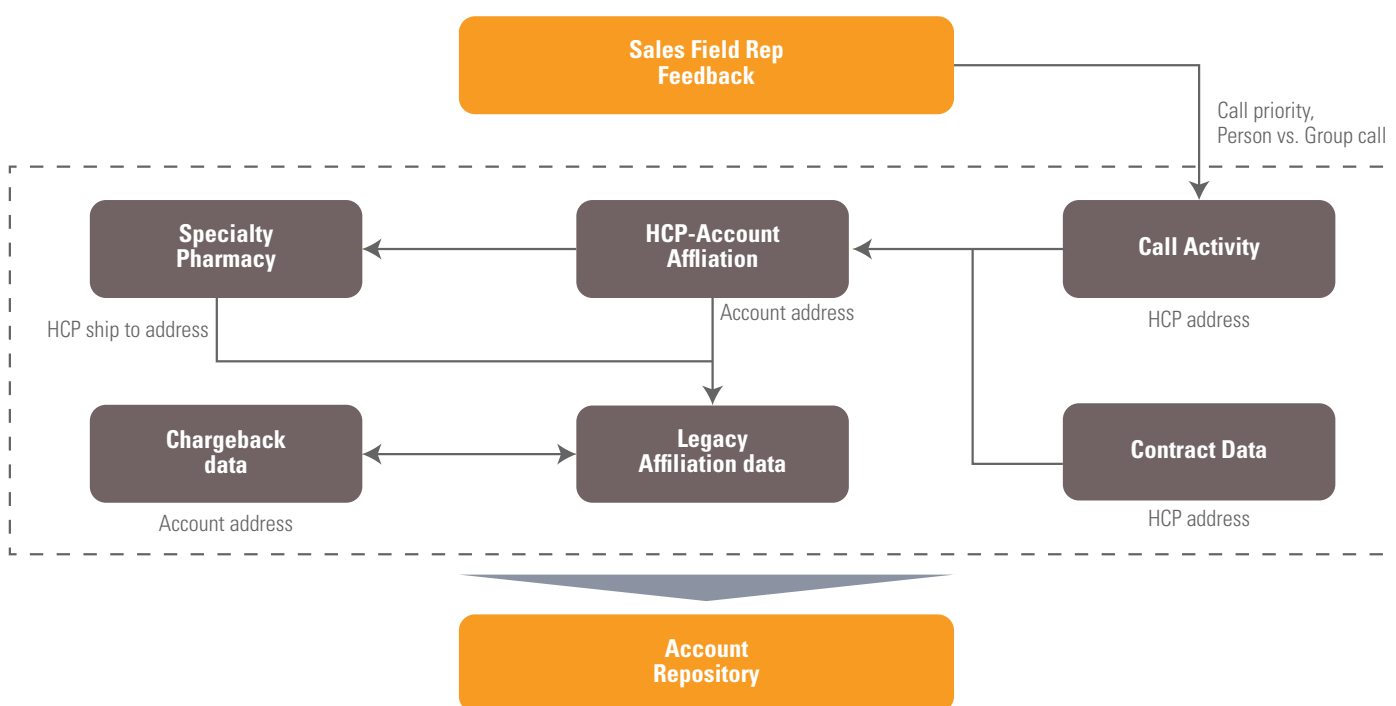 Sales Field Rep
Feedback
Call priority,
Person vs. Group call
Specialty
Pharmacy
HCP-Account
Affliation
Call Activity
HCP ship to address
Account address
HCP address
Chargeback
data
Legacy
Affiliation data
Contract Data
Account address
HCP address
Account
Repository